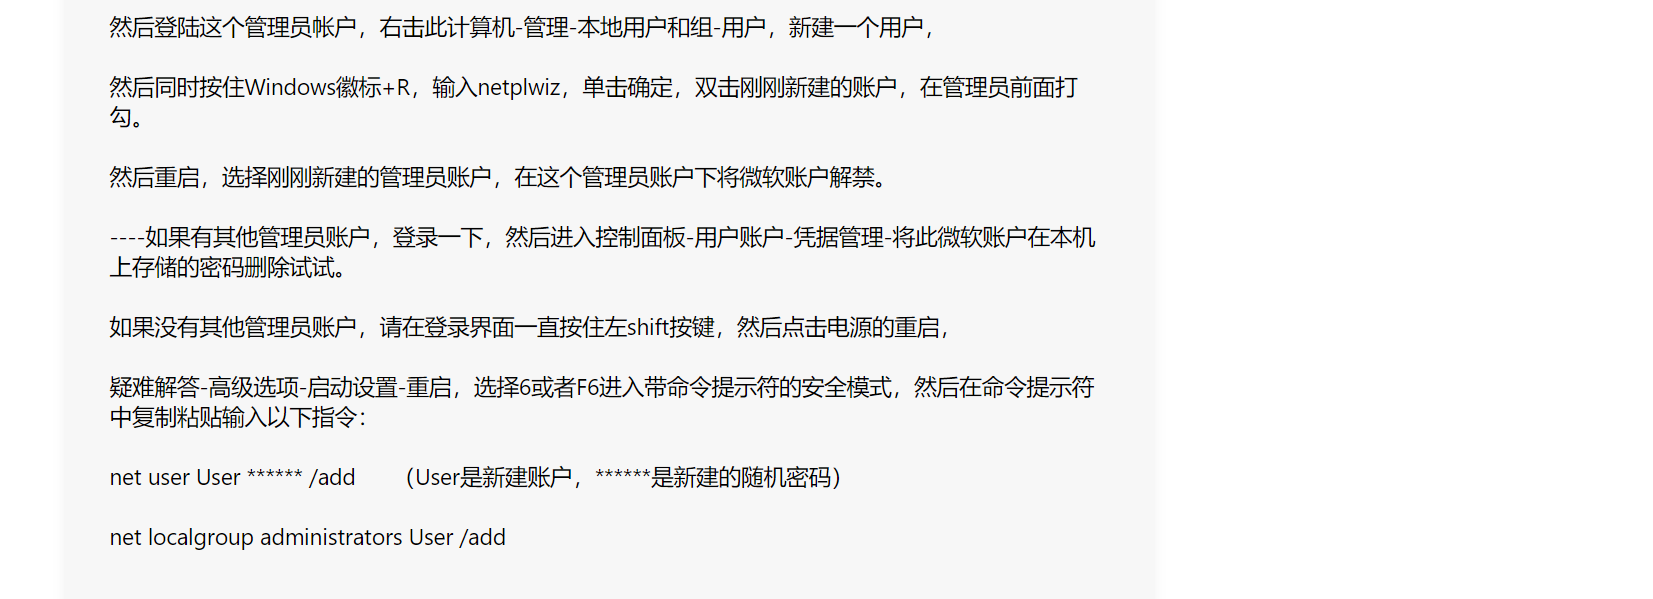 然后登陆这个管理员帐户，右击此计算机-管理-本地用户和组-用户，新建一个用户，
然后同时按住Windows徽标+R，输入netplwiz，单击确定，双击刚刚新建的账户，在管理员前面打
勾。
然后重启，选择刚刚新建的管理员账户，在这个管理员账户下将微软账户解禁。
----如果有其他管理员账户，登录一下，然后进入控制面板-用户账户-凭据管理-将此微软账户在本机
上存储的密码删除试试。
如果没有其他管理员账户，请在登录界面一直按住左shift按键，然后点击电源的重启，
疑难解答-高级选项-启动设置-重启，选择6或者F6进入带命令提示符的安全模式，然后在命令提示符
中复制粘贴输入以下指令：
net user User ****** /add （User是新建账户，******是新建的随机密码）
net localgroup administrators User /add